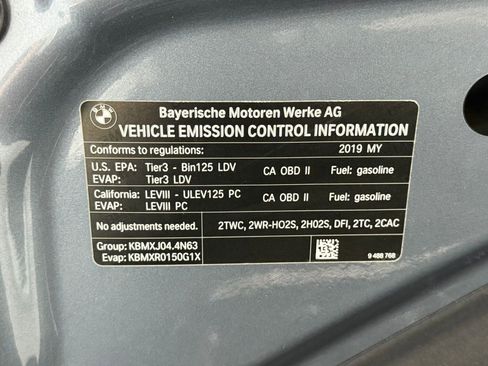 BMW
Bayerische Motoren Werke AG
VEHICLE EMISSION CONTROL INFORMATION
Conforms to regulations: 2019 MY
U.S. EPA: Tier3 - Bin125 LDV CA OBD II Fuel: gasoline
EVAP: Tier3 LDV
California: LEVIII - ULEV125 PC CA OBD II Fuel: gasoline
EVAP: LEVIII PC
No adjustments needed. 2TWC, 2WR-HO2S, 2HO2S, DFI, 2TC, 2CAC
Group: KBMXJ04.4N63
Evap: KBMXR0150G1X 9 488 768